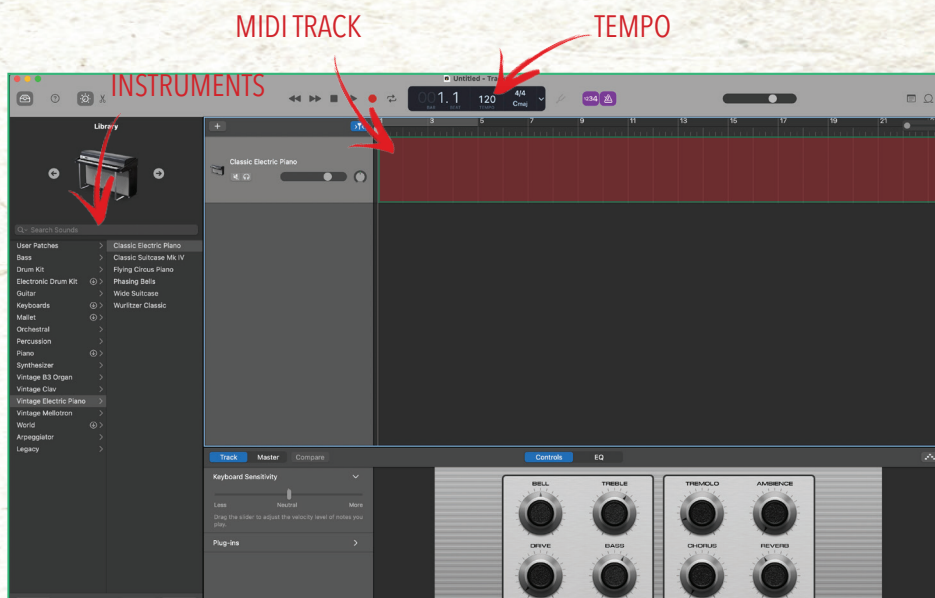 MIDI TRACK
TEMPO
INSTRUMENTS
Untitled - Tra
001.1
120
4/4
BAR
BEAT
TEMPO
Cmaj
1234
Library
1 3 5 7 9 11 13 15 17 19 21
Classic Electric Piano
Search Sounds
User Patches
Classic Electric Piano
Bass
Classic Suitcase Mk IV
Drum Kit
Flying Circus Piano
Electronic Drum Kit
Phasing Bells
Guitar
Wide Suitcase
Keyboards
Wurlitzer Classic
Mallet
Orchestral
Percussion
Piano
Synthesizer
Vintage B3 Organ
Vintage Clav
Vintage Electric Piano
Vintage Mellotron
World
Arpeggiator
Legacy
Track Master Compare
Controls EQ
Keyboard Sensitivity
Less Neutral More
Drag the slider to adjust the velocity level of notes you
play.
Plug-ins
BELL TREBLE TREMOLO AMBIENCE
DRIVE BASS CHORUS REVERB